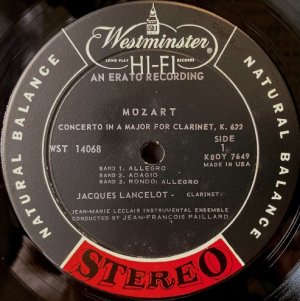 Westminster
LONG PLAY RECORDS
HI-FI
AN ERATO RECORDING
NATURAL BALANCE
NATURAL BALANCE
MOZART
CONCERTO IN A MAJOR FOR CLARINET, K. 622
WST 14068
SIDE
1
K8OY 7649
MADE IN USA
BAND 1. ALLEGRO
BAND 2. ADAGIO
BAND 3. RONDO; ALLEGRO
JACQUES LANCELOT - CLARINET
JEAN-MARIE LECLAIR INSTRUMENTAL ENSEMBLE
CONDUCTED BY JEAN-FRANCOIS PAILLARD
STEREO